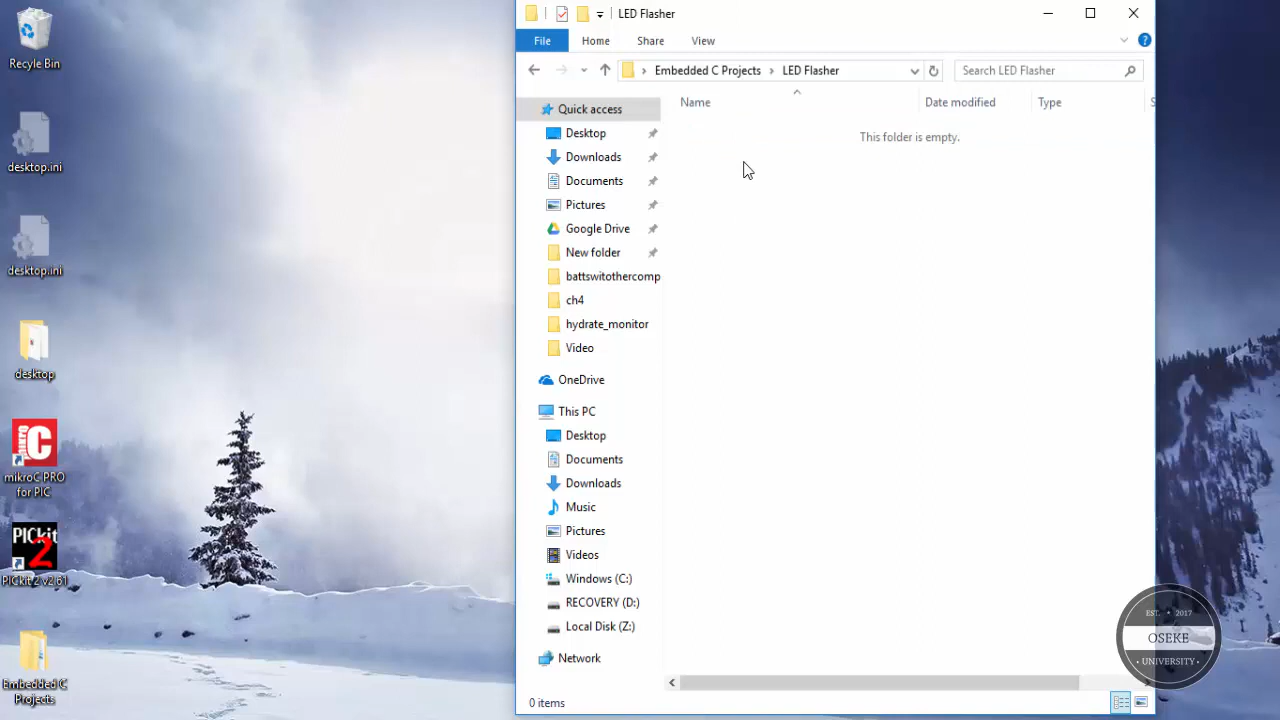 Recyle Bin
desktop.ini
desktop.ini
desktop
mikroC PRO
for PIC
PICkit
2
PICkit 2 v2.61
Embedded C
Projects
LED Flasher
File
Home
Share
View
Embedded C Projects
LED Flasher
Search LED Flasher
Name
Date modified
Type
S
This folder is empty.
Quick access
Desktop
Downloads
Documents
Pictures
Google Drive
New folder
battswitothercomp
ch4
hydrate_monitor
Video
OneDrive
This PC
Desktop
Documents
Downloads
Music
Pictures
Videos
Windows (C:)
RECOVERY (D:)
Local Disk (Z:)
Network
0 items
EST. • 2017
OSEKE
• UNIVERSITY •